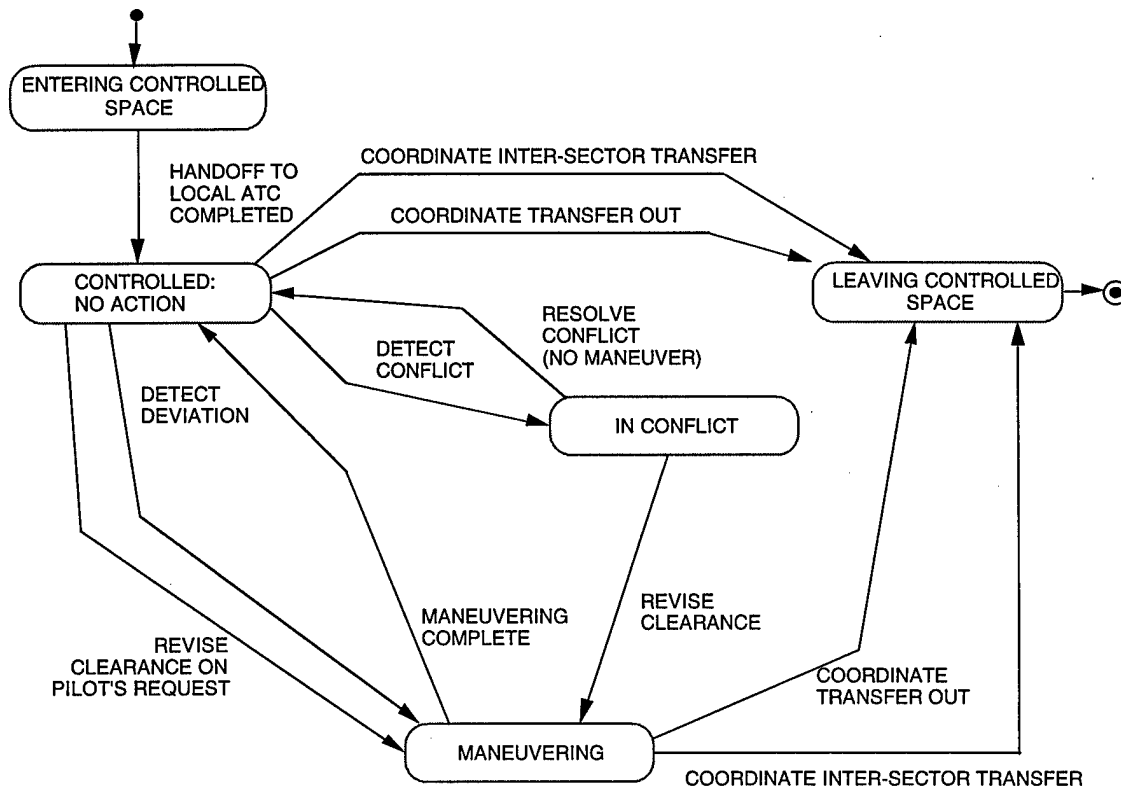 ENTERING CONTROLLED
SPACE
HANDOFF TO
LOCAL ATC
COMPLETED
COORDINATE INTER-SECTOR TRANSFER
COORDINATE TRANSFER OUT
CONTROLLED:
NO ACTION
LEAVING CONTROLLED
SPACE
RESOLVE
CONFLICT
(NO MANEUVER)
DETECT
CONFLICT
DETECT
DEVIATION
IN CONFLICT
MANEUVERING
COMPLETE
REVISE
CLEARANCE
REVISE
CLEARANCE ON
PILOT'S REQUEST
COORDINATE
TRANSFER OUT
MANEUVERING
COORDINATE INTER-SECTOR TRANSFER